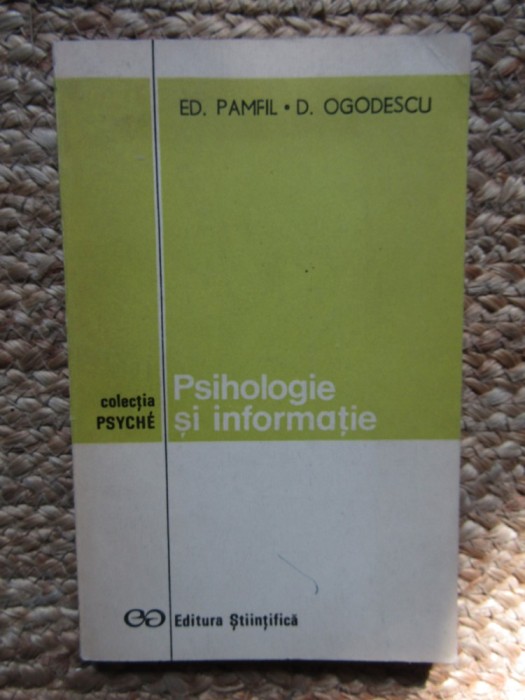 ED. PAMFIL • D. OGODESCU
Psihologie
și informație
colecția
PSYCHÉ
Editura Științifică